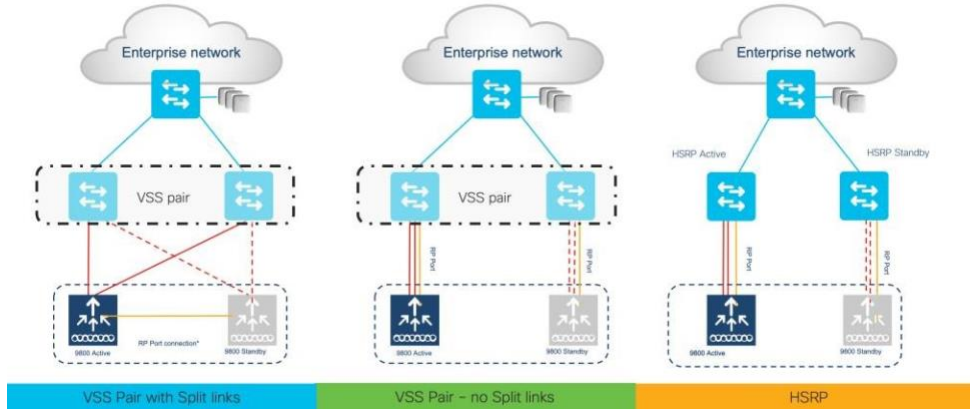 Enterprise network
VSS pair
RP Port connection*
9800 Active
9800 Standby
VSS Pair with Split links
Enterprise network
VSS pair
RP Port
RP Port
9800 Active
9800 Standby
VSS Pair – no Split links
Enterprise network
HSRP Active
HSRP Standby
RP Port
RP Port
9800 Active
9800 Standby
HSRP